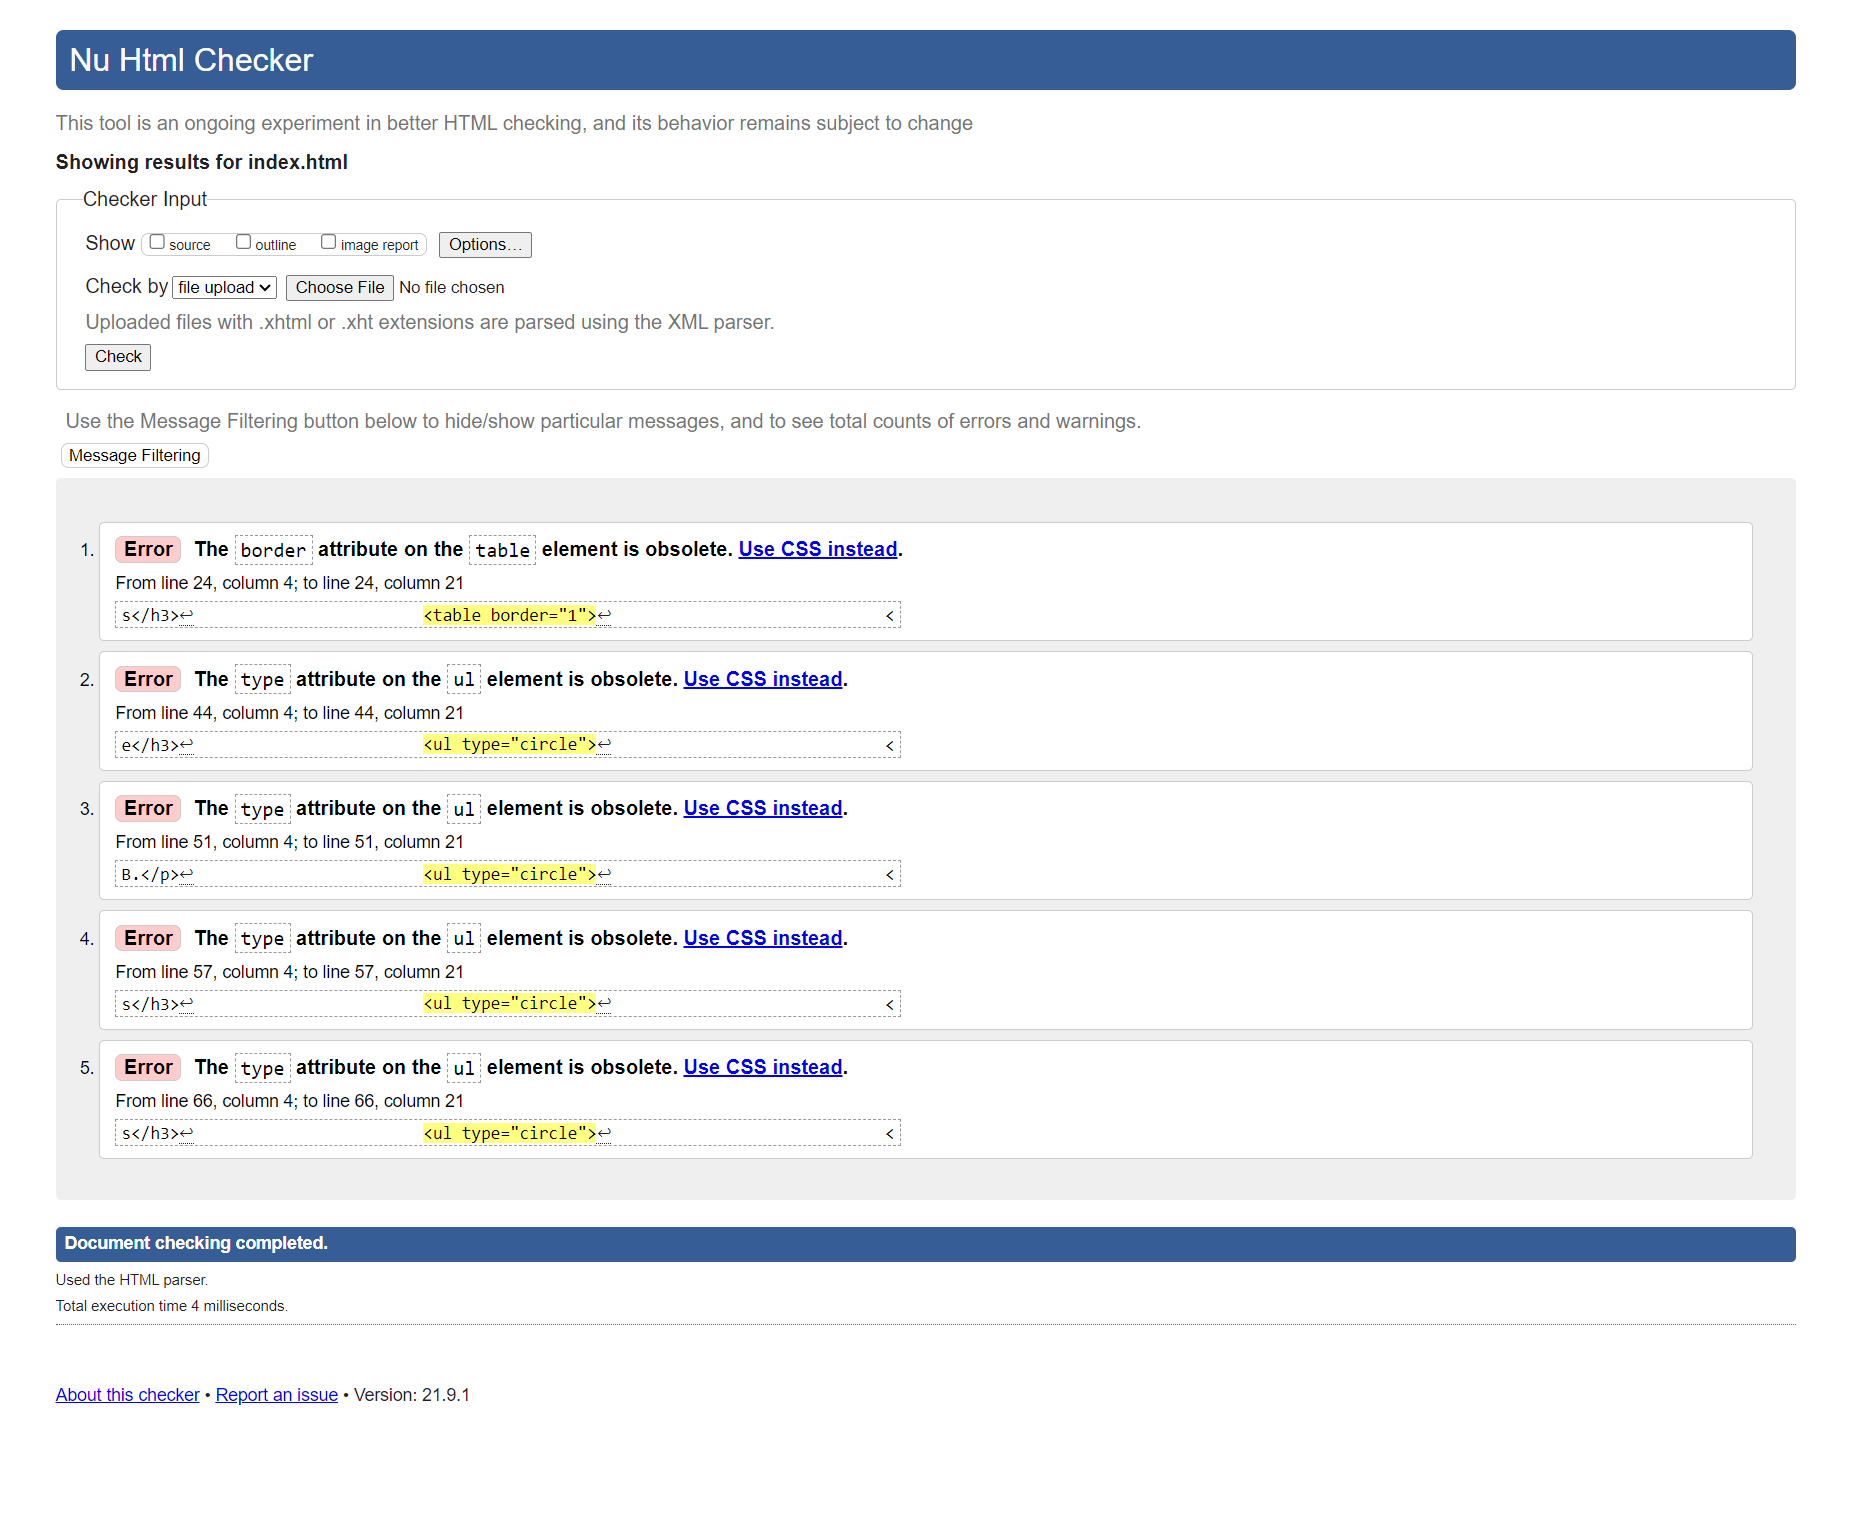 Nu Html Checker
This tool is an ongoing experiment in better HTML checking, and its behavior remains subject to change
Showing results for index.html
Checker Input
Show source outline image report Options…
Check by file upload Choose File No file chosen
Uploaded files with .xhtml or .xht extensions are parsed using the XML parser.
Check
Use the Message Filtering button below to hide/show particular messages, and to see total counts of errors and warnings.
Message Filtering
1. Error The border attribute on the table element is obsolete. Use CSS instead.
From line 24, column 4; to line 24, column 21
s</h3>↩ <table border="1">↩ <
2. Error The type attribute on the ul element is obsolete. Use CSS instead.
From line 44, column 4; to line 44, column 21
e</h3>↩ <ul type="circle">↩ <
3. Error The type attribute on the ul element is obsolete. Use CSS instead.
From line 51, column 4; to line 51, column 21
B.</p>↩ <ul type="circle">↩ <
4. Error The type attribute on the ul element is obsolete. Use CSS instead.
From line 57, column 4; to line 57, column 21
s</h3>↩ <ul type="circle">↩ <
5. Error The type attribute on the ul element is obsolete. Use CSS instead.
From line 66, column 4; to line 66, column 21
s</h3>↩ <ul type="circle">↩ <
Document checking completed.
Used the HTML parser.
Total execution time 4 milliseconds.
About this checker • Report an issue • Version: 21.9.1